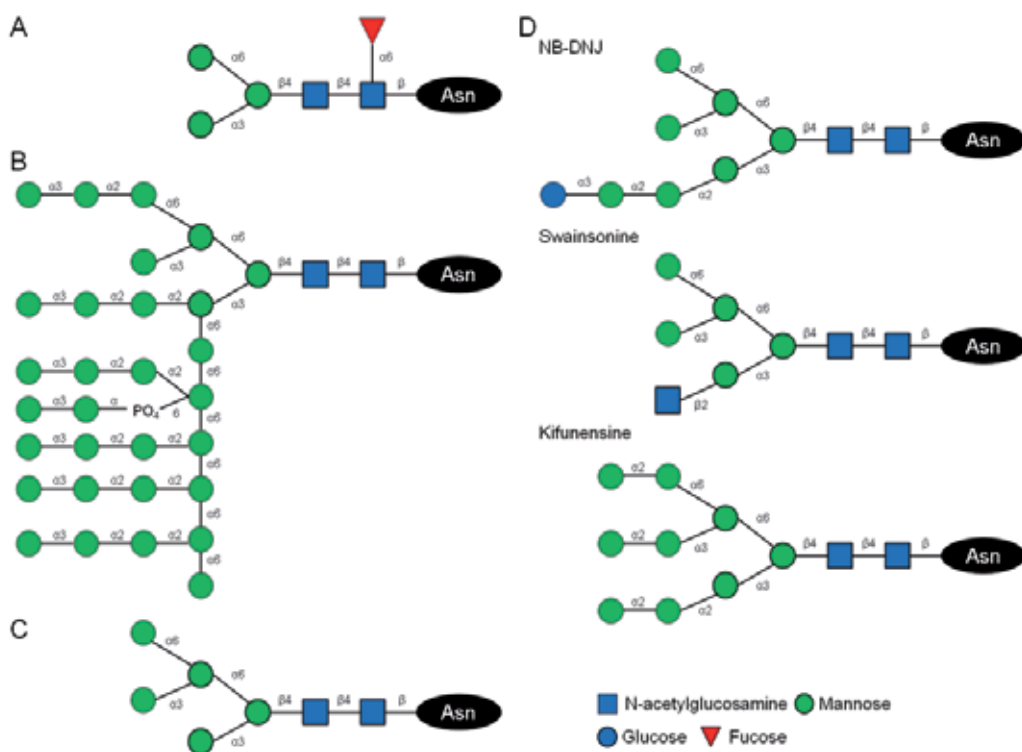 A
α6
α6
β4 β4 β Asn
α3
B
α3 α2
α6
α6
α3
β4 β4 β Asn
α3 α2 α2
α3
α6
α3 α2 α2
α6
α3 α PO4 6
α6
α3 α2 α2
α6
α3 α2 α2
α6
α3 α2 α2
α6
C
α6
α6
α3
β4 β4 β Asn
α3
D
NB-DNJ
α6
α6
α3
β4 β4 β Asn
α3
α3 α2 α2
Swainsonine
α6
α6
α3
β4 β4 β Asn
α3
β2
Kifunensine
α2
α6
α6
α2 α3
β4 β4 β Asn
α3
α2 α2
N-acetylglucosamine Mannose
Glucose Fucose